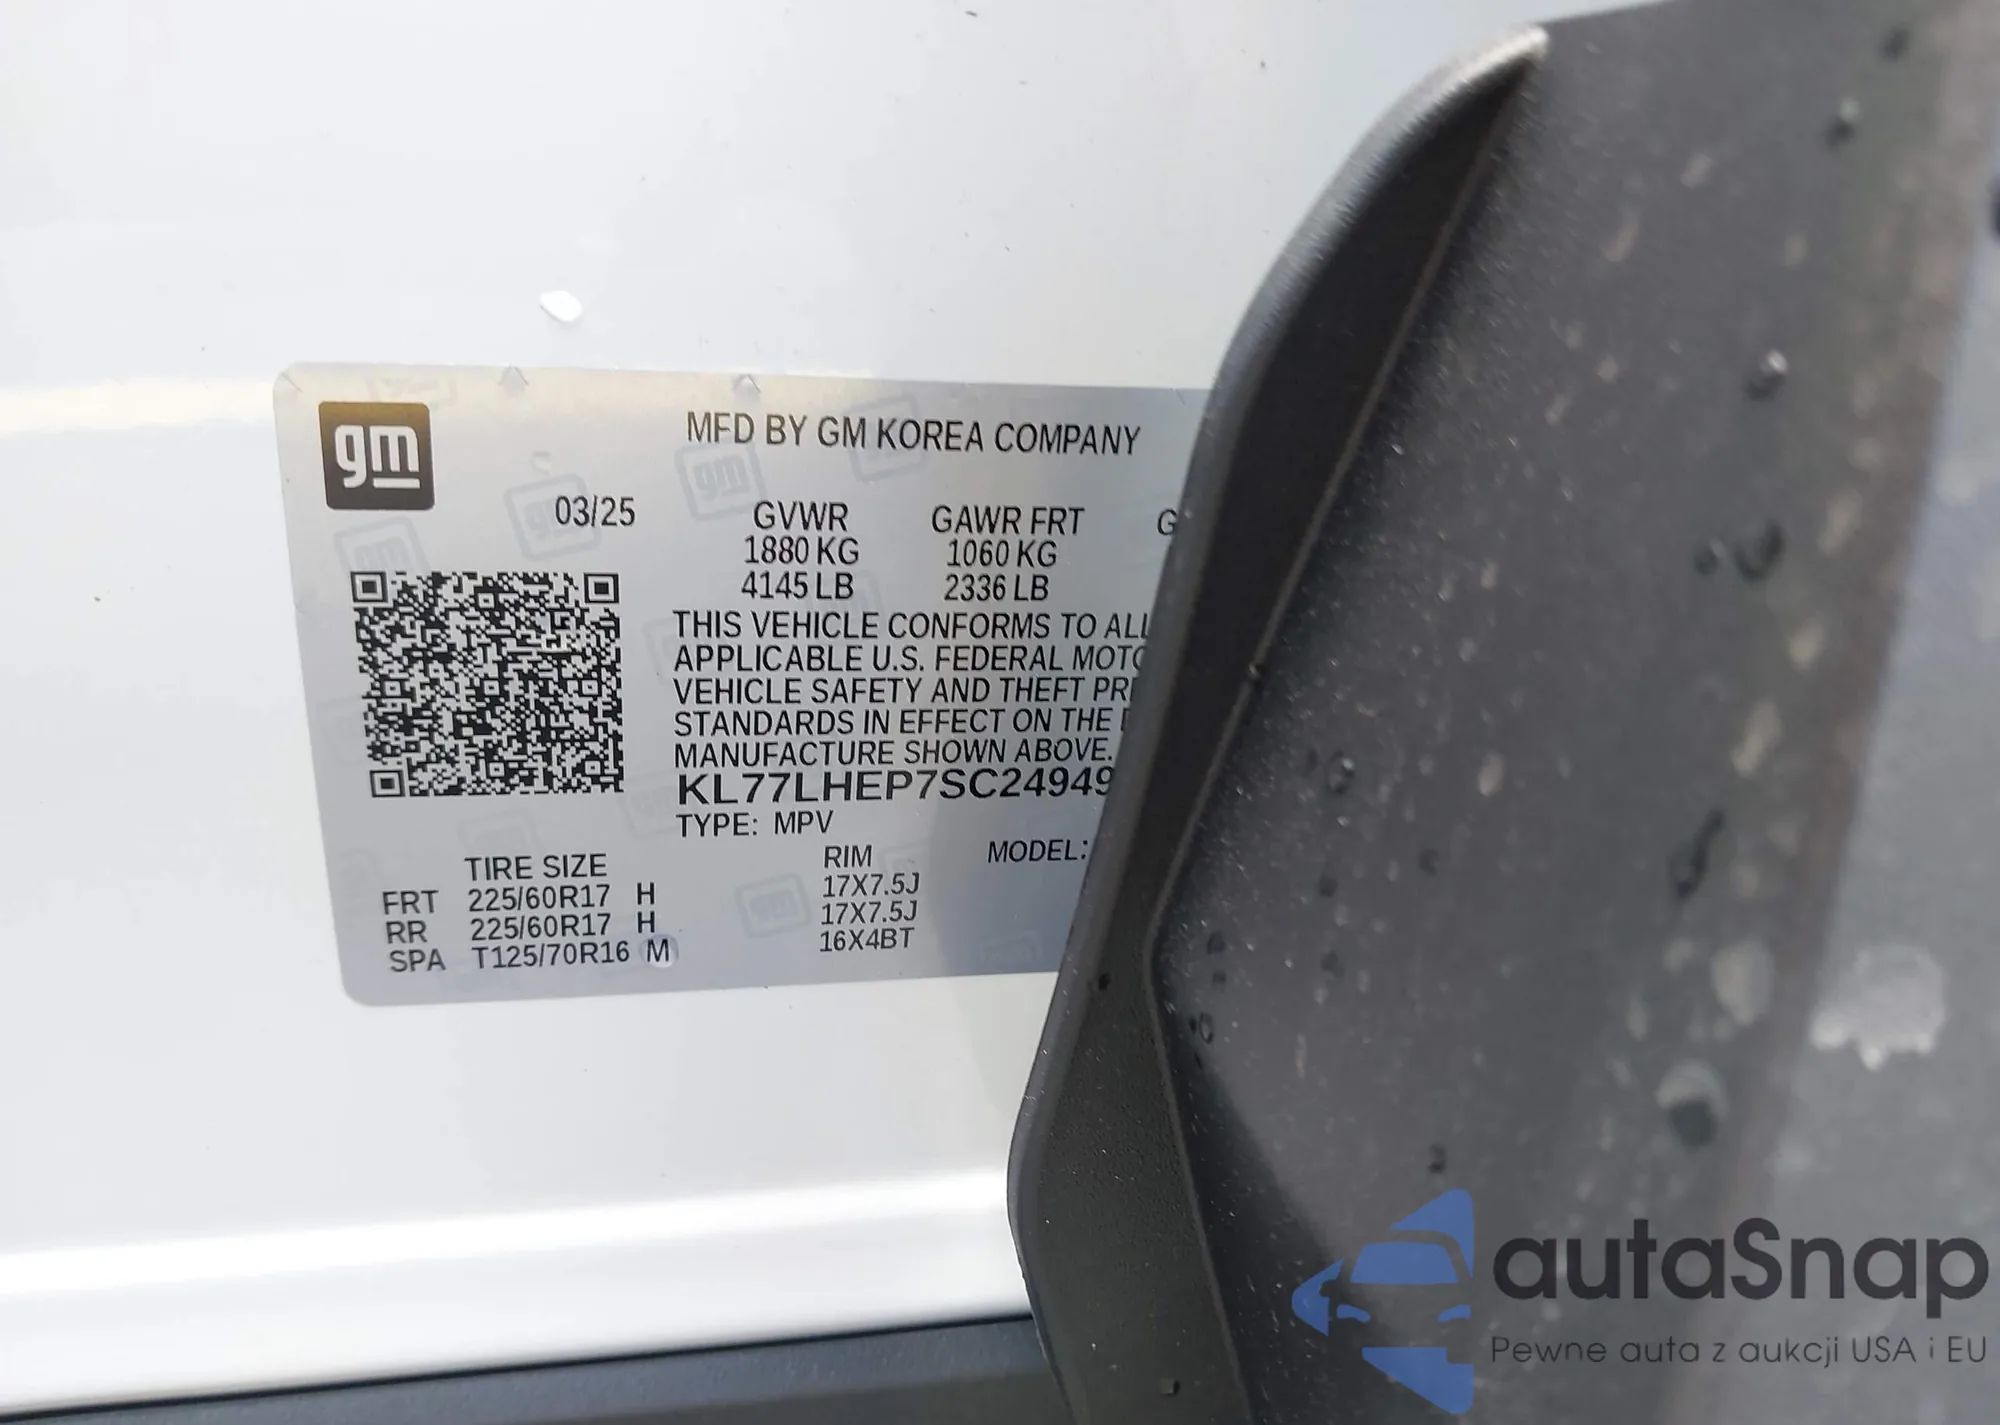 gm
MFD BY GM KOREA COMPANY
03/25 GVWR GAWR FRT G
1880 KG 1060 KG
4145 LB 2336 LB
THIS VEHICLE CONFORMS TO ALL
APPLICABLE U.S. FEDERAL MOTO
VEHICLE SAFETY AND THEFT PR
STANDARDS IN EFFECT ON THE
MANUFACTURE SHOWN ABOVE.
KL77LHEP7SC24949
TYPE: MPV
TIRE SIZE RIM MODEL:
FRT 225/60R17 H 17X7.5J
RR 225/60R17 H 17X7.5J
SPA T125/70R16 M 16X4BT
autaSnap
Pewne auta z aukcji USA i EU